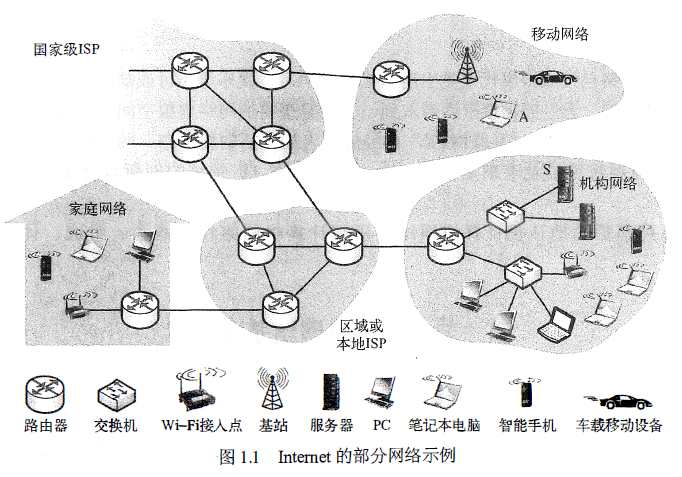 国家级ISP
移动网络
A
S
机构网络
家庭网络
区域或
本地ISP
路由器
交换机
Wi-Fi接入点
基站
服务器
PC
笔记本电脑
智能手机
车载移动设备
图 1.1 Internet 的部分网络示例